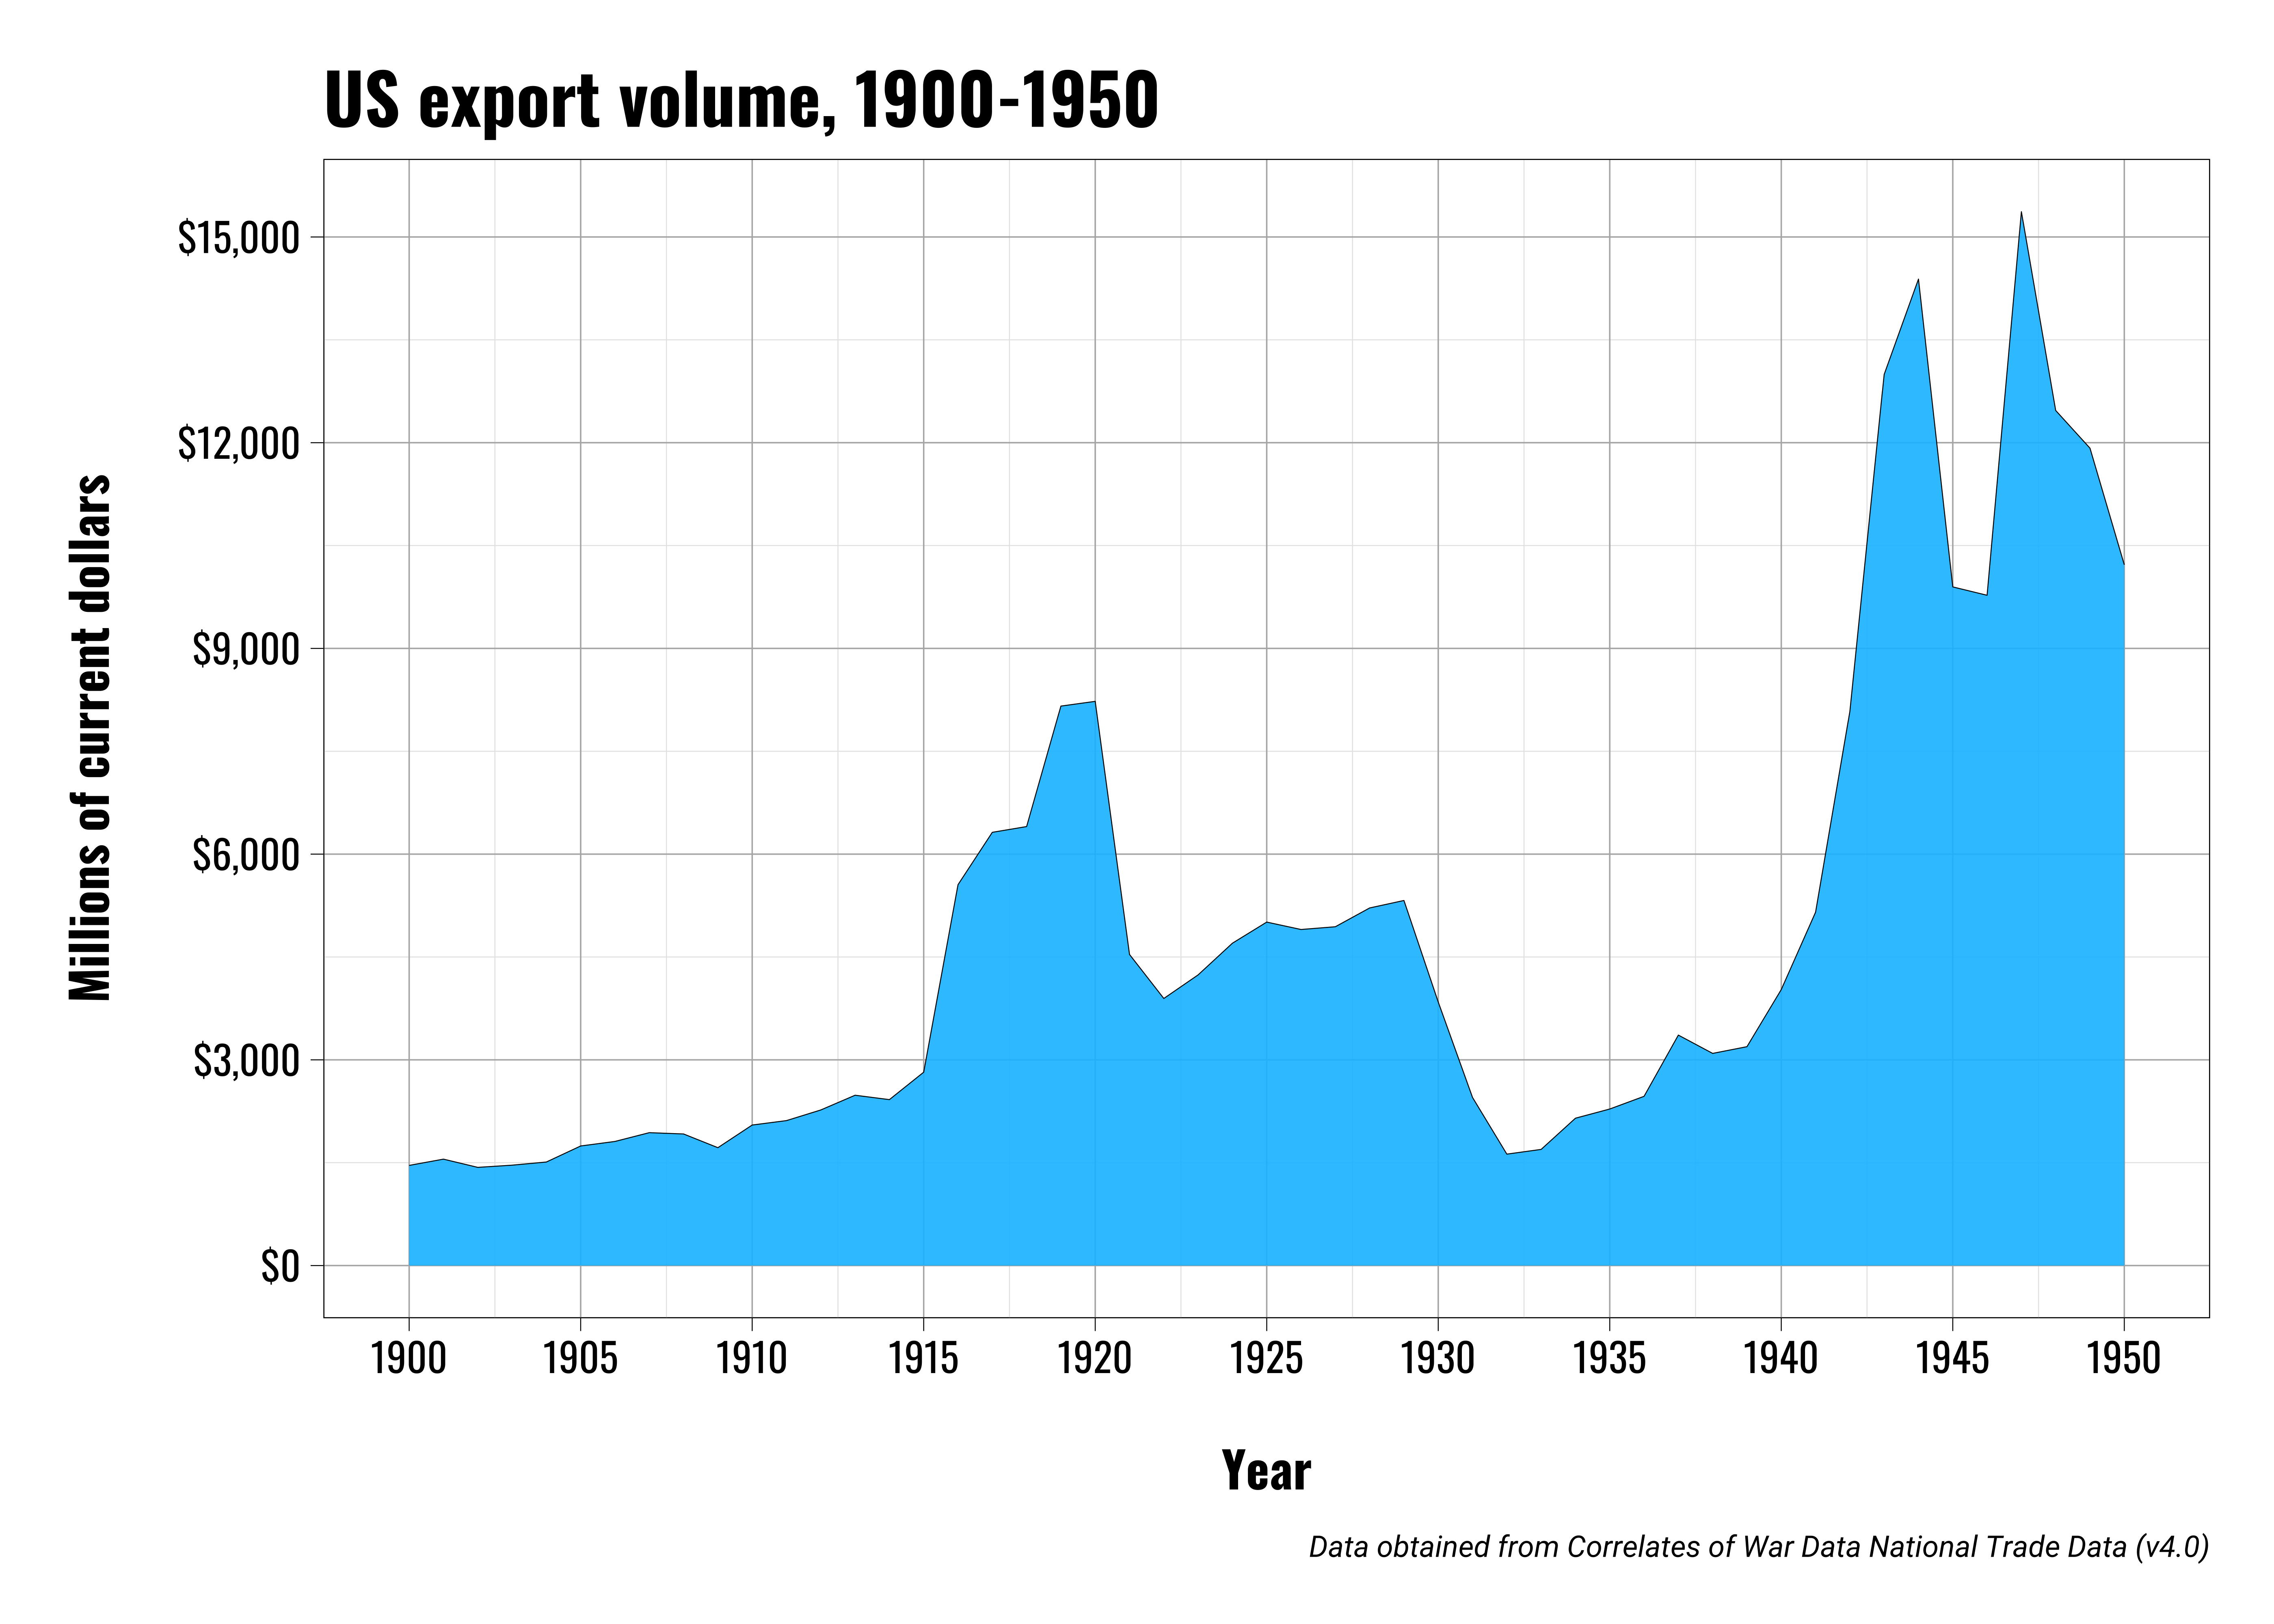 US export volume, 1900-1950
Millions of current dollars
$15,000
$12,000
$9,000
$6,000
$3,000
$0
1900 1905 1910 1915 1920 1925 1930 1935 1940 1945 1950
Year
Data obtained from Correlates of War Data National Trade Data (v4.0)